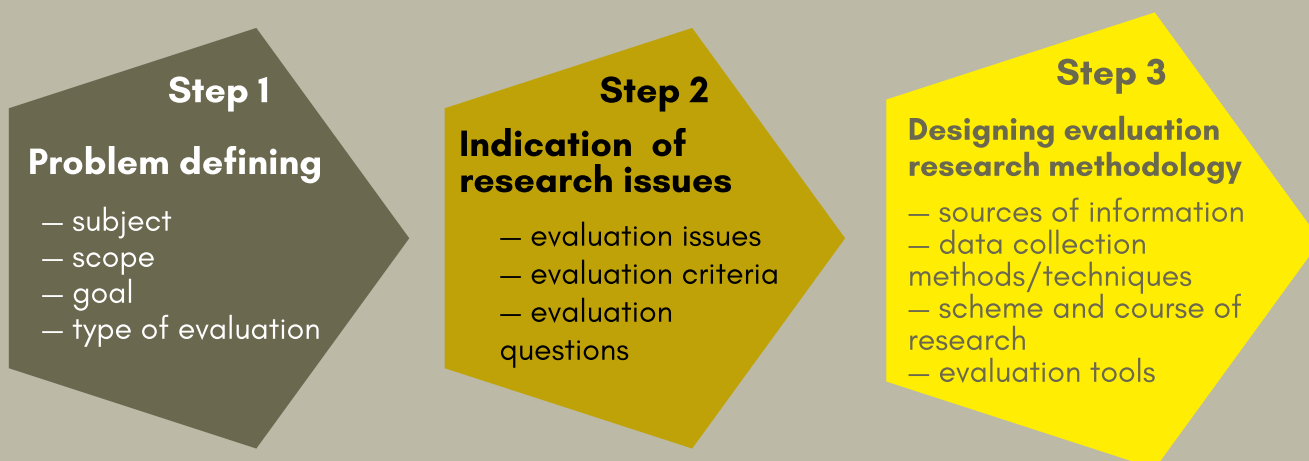 Step 1
Problem defining
— subject
— scope
— goal
— type of evaluation
Step 2
Indication of
research issues
— evaluation issues
— evaluation criteria
— evaluation
questions
Step 3
Designing evaluation
research methodology
— sources of information
— data collection
methods/techniques
— scheme and course of
research
— evaluation tools